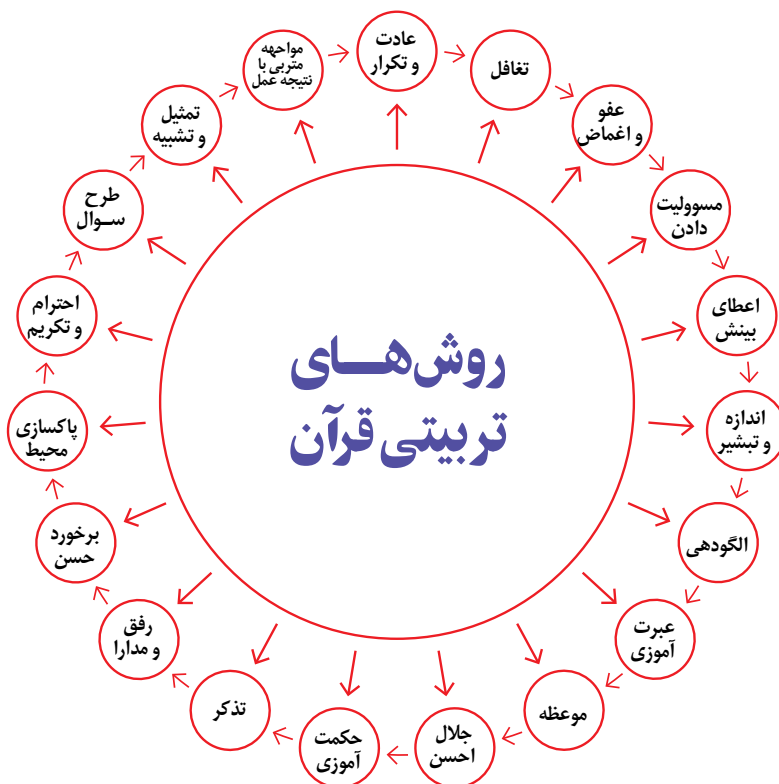 روش‌های
تربیتی قرآن
عادت
و تکرار
تغافل
عفو
و اغماض
مسوولیت
دادن
اعطای
بینش
اندازه
و تبشیر
الگودهی
عبرت
آموزی
موعظه
جلال
احسن
حکمت
آموزی
تذکر
رفق
و مدارا
برخورد
حسن
پاکسازی
محیط
احترام
و تکریم
طرح
سوال
تمثیل
و تشبیه
مواجهه
متربی با
نتیجه عمل